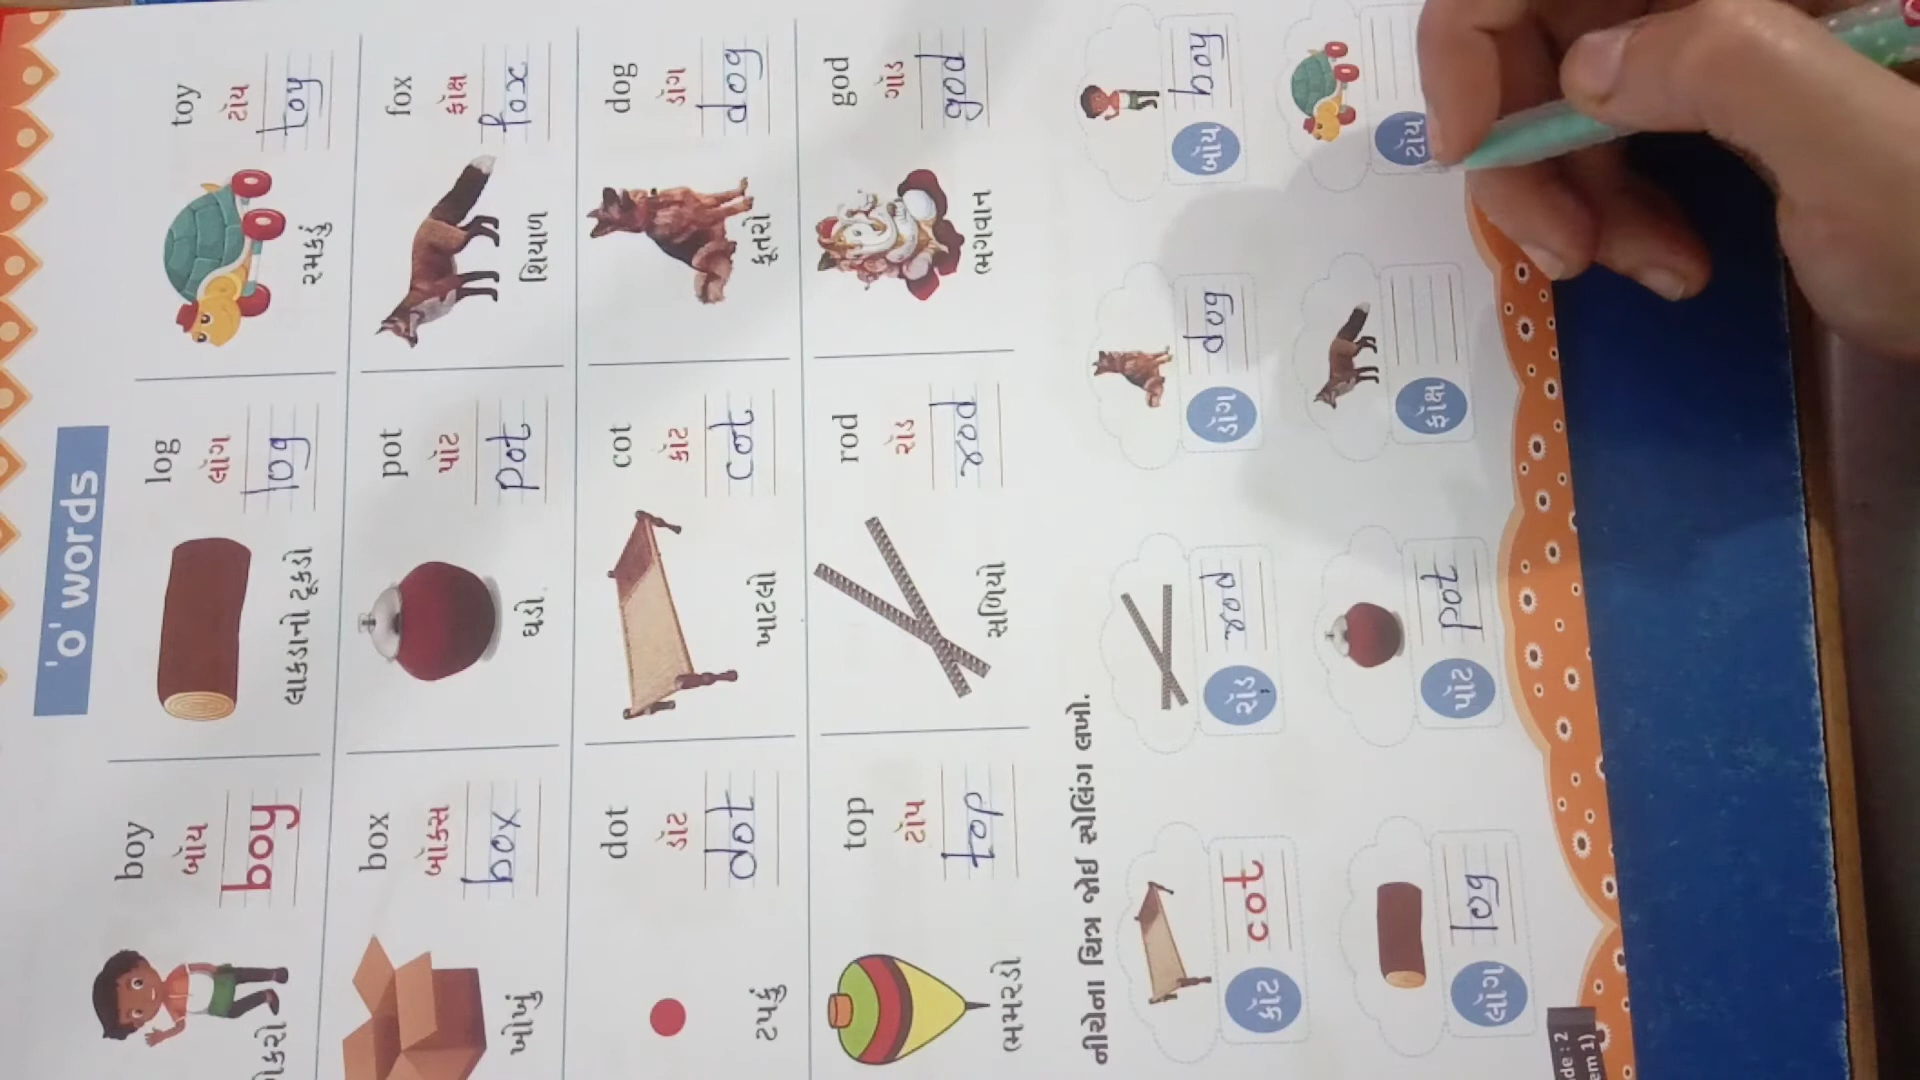 'o' words
boy
બૉય
boy
log
લૉગ
log
લાકડાનો ટૂકડો
toy
ટૉય
toy
રમકડું
box
બૉક્સ
box
ખોખું
pot
પૉટ
pot
ઘડો
fox
ફૉક્ષ
fox
શિયાળ
dot
ડૉટ
dot
ટપકું
cot
કૉટ
cot
ખાટલો
dog
ડૉગ
dog
કૂતરો
top
ટૉપ
top
ભમરડો
rod
રૉડ
rod
સળિયો
god
ગૉડ
god
ભગવાન
નીચેના ચિત્ર જોઈ સ્પેલિંગ લખો.
કૉટ
cot
રૉડ
rod
ડૉગ
dog
બૉય
boy
લૉગ
log
પૉટ
pot
ફૉક્ષ
ટૉય